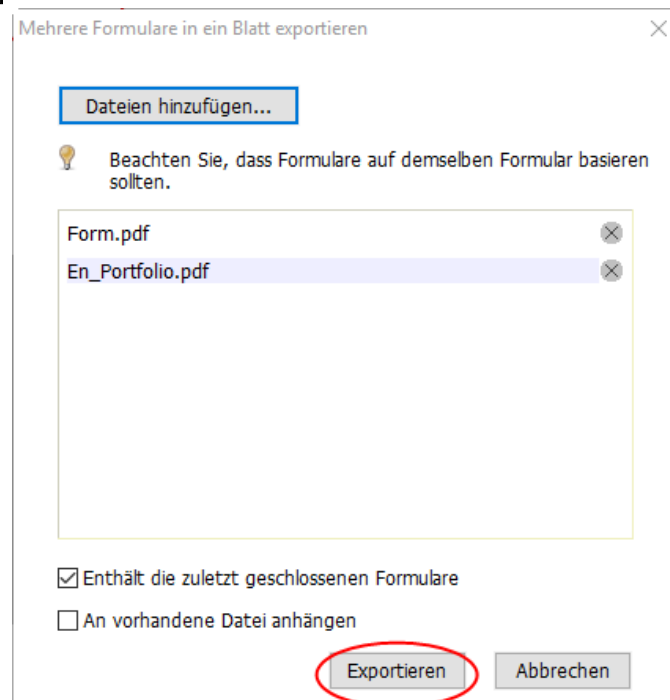 Mehrere Formulare in ein Blatt exportieren
Dateien hinzufügen...
Beachten Sie, dass Formulare auf demselben Formular basieren
sollten.
Form.pdf
En_Portfolio.pdf
Enthält die zuletzt geschlossenen Formulare
An vorhandene Datei anhängen
Exportieren
Abbrechen